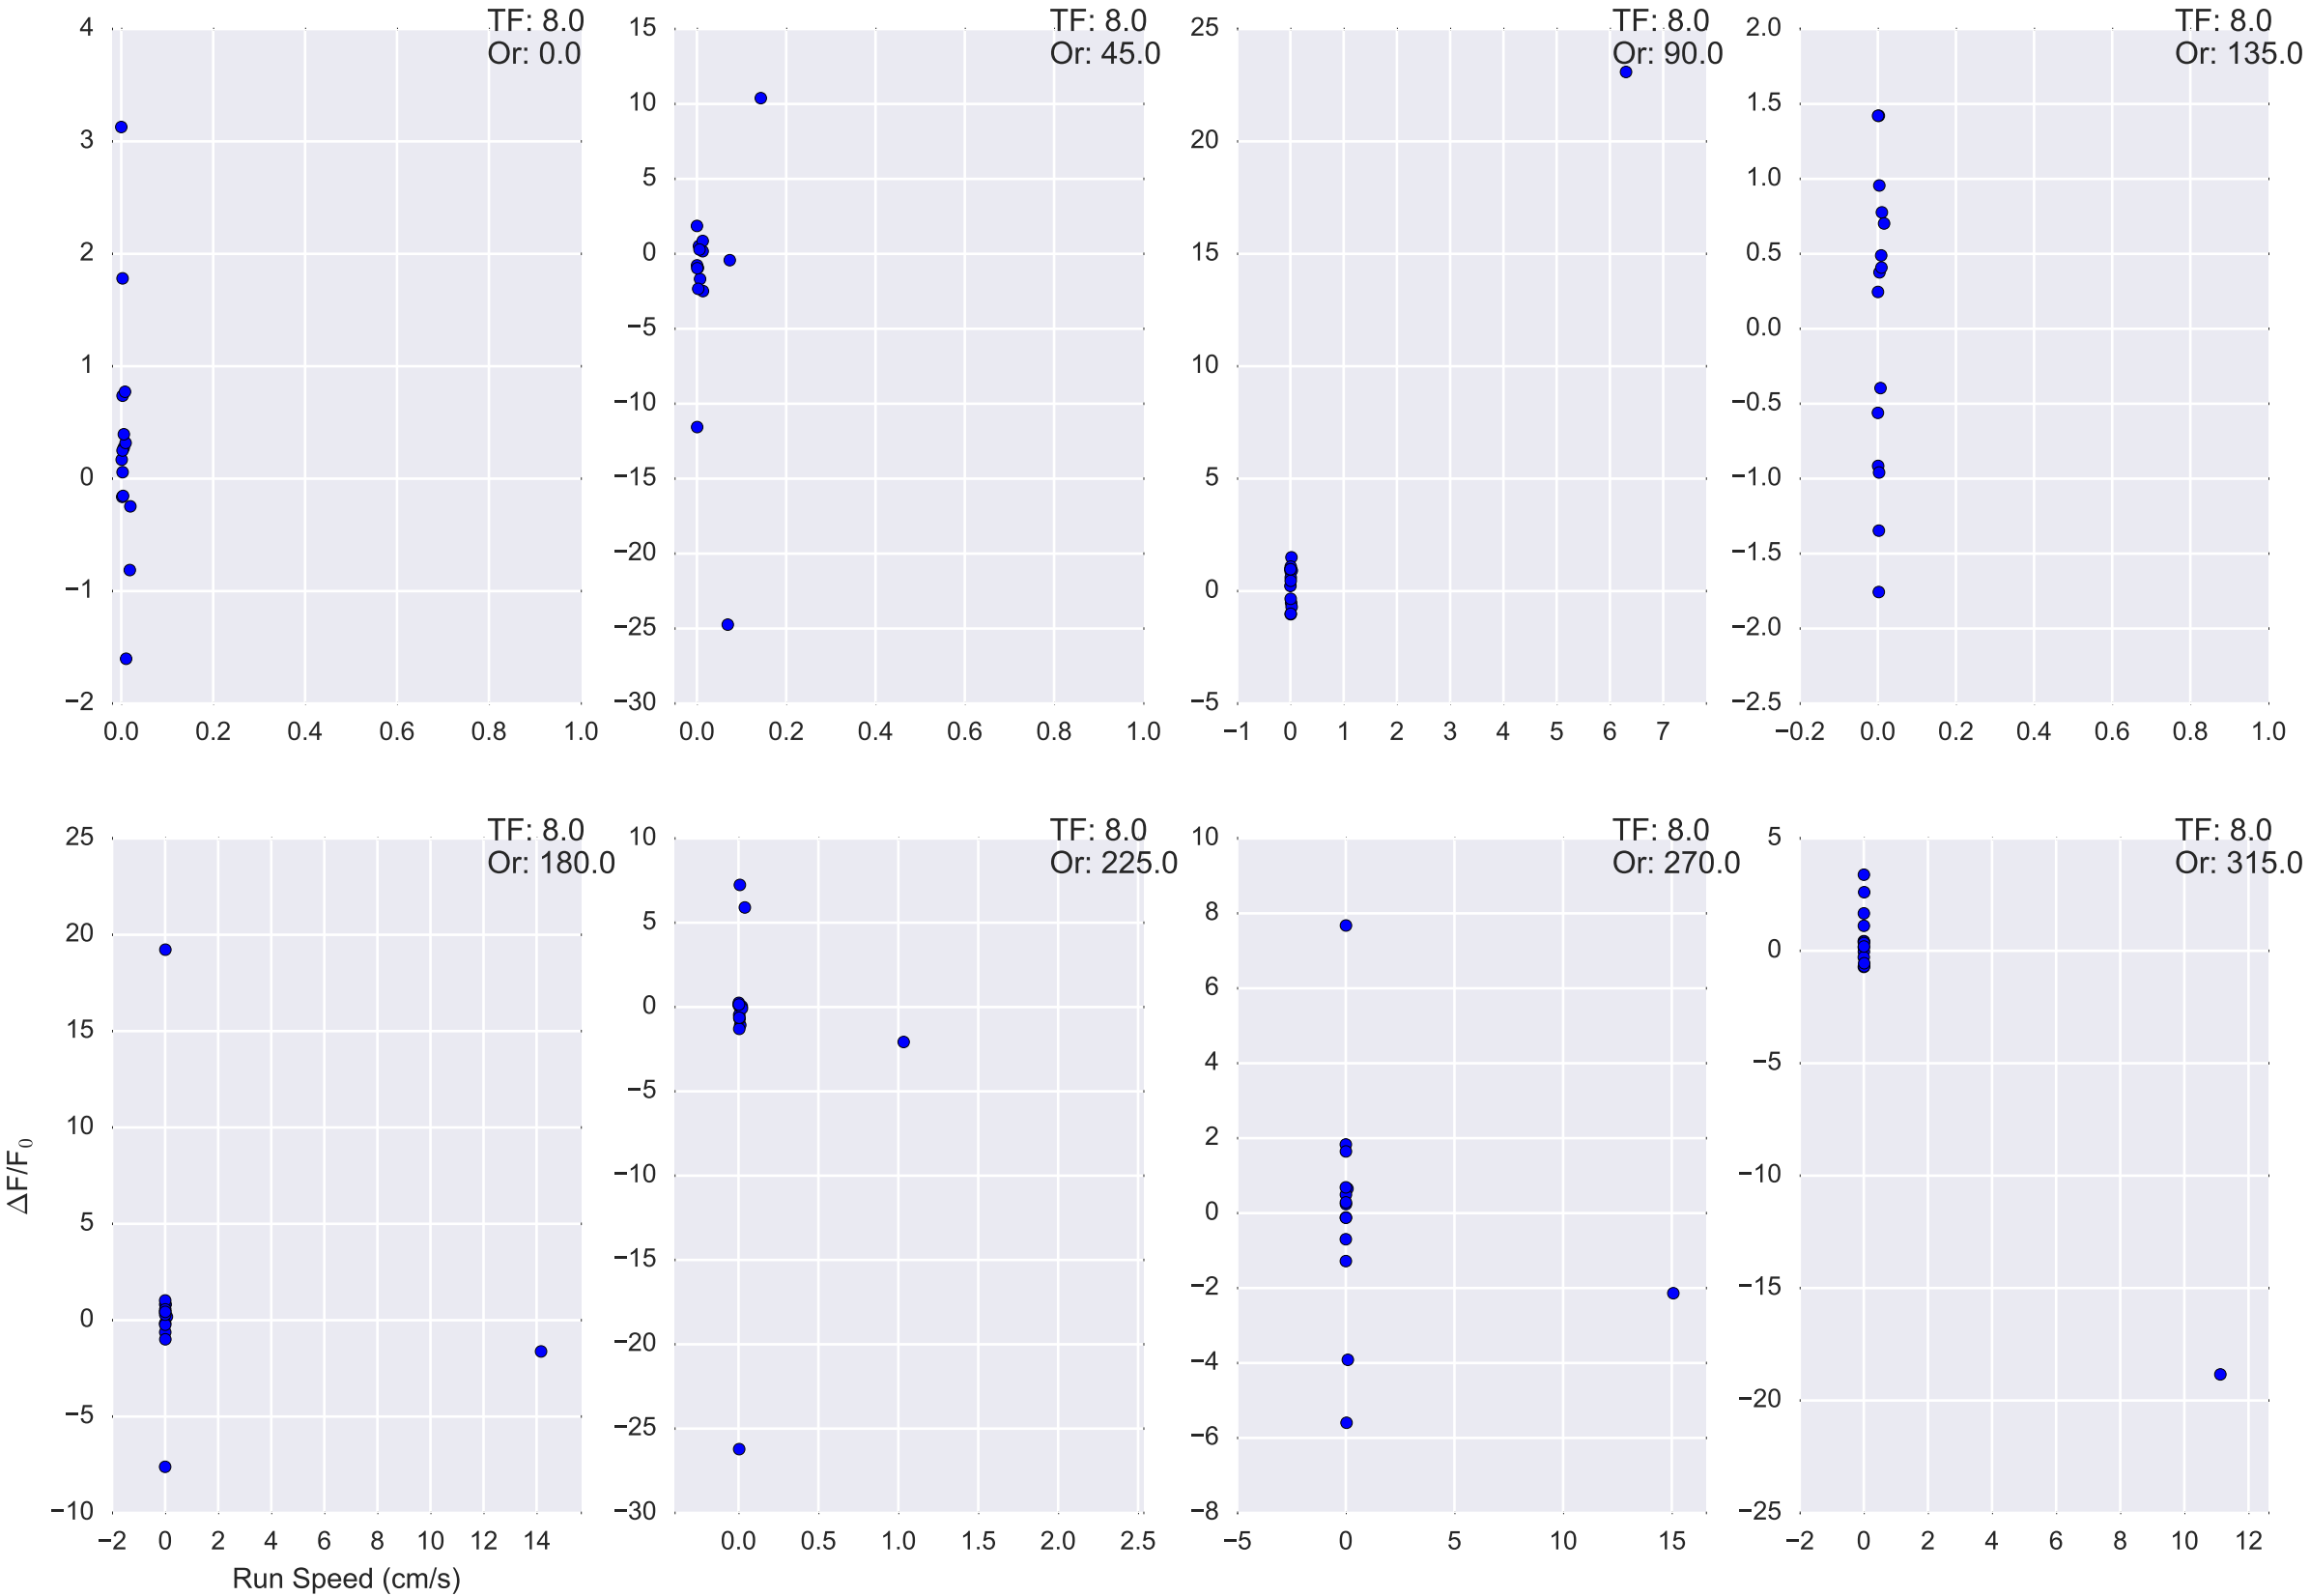 TF: 8.0
Or: 0.0
4
3
2
1
0
−1
−2
0.0 0.2 0.4 0.6 0.8 1.0
TF: 8.0
Or: 45.0
15
10
5
0
−5
−10
−15
−20
−25
−30
0.0 0.2 0.4 0.6 0.8 1.0
TF: 8.0
Or: 90.0
25
20
15
10
5
0
−5
−1 0 1 2 3 4 5 6 7
TF: 8.0
Or: 135.0
2.0
1.5
1.0
0.5
0.0
−0.5
−1.0
−1.5
−2.0
−2.5
−0.2 0.0 0.2 0.4 0.6 0.8 1.0
TF: 8.0
Or: 180.0
25
20
15
10
5
0
−5
−10
−2 0 2 4 6 8 10 12 14
Run Speed (cm/s)
ΔF/F0
TF: 8.0
Or: 225.0
10
5
0
−5
−10
−15
−20
−25
−30
0.0 0.5 1.0 1.5 2.0 2.5
TF: 8.0
Or: 270.0
10
8
6
4
2
0
−2
−4
−6
−8
−5 0 5 10 15
TF: 8.0
Or: 315.0
5
0
−5
−10
−15
−20
−25
−2 0 2 4 6 8 10 12